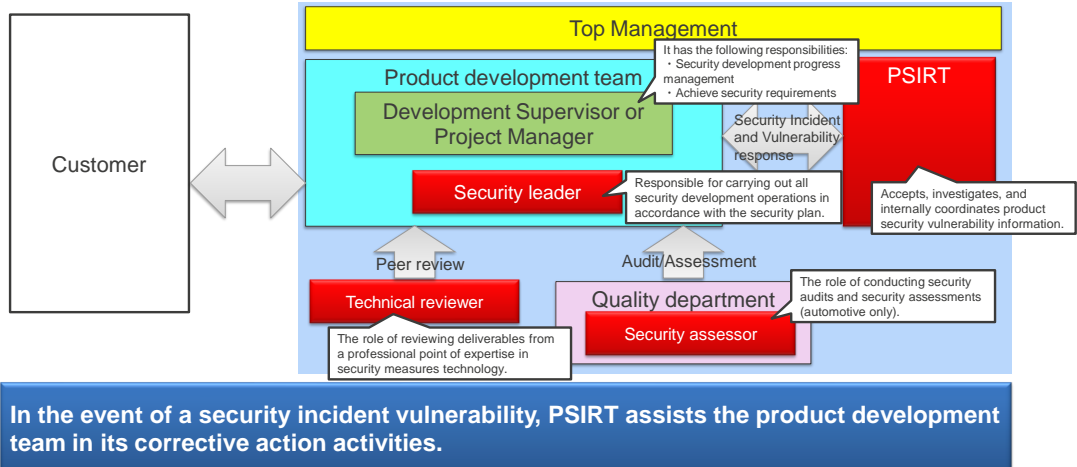 Top Management
It has the following responsibilities:
・Security development progress
management
・Achieve security requirements
Product development team
PSIRT
Development Supervisor or
Project Manager
Security Incident
and Vulnerability
response
Customer
Security leader
Responsible for carrying out all
security development operations in
accordance with the security plan.
Accepts, investigates, and
internally coordinates product
security vulnerability information.
Peer review
Audit/Assessment
Technical reviewer
The role of reviewing deliverables from
a professional point of expertise in
security measures technology.
Quality department
Security assessor
The role of conducting security
audits and security assessments
(automotive only).
In the event of a security incident vulnerability, PSIRT assists the product development
team in its corrective action activities.